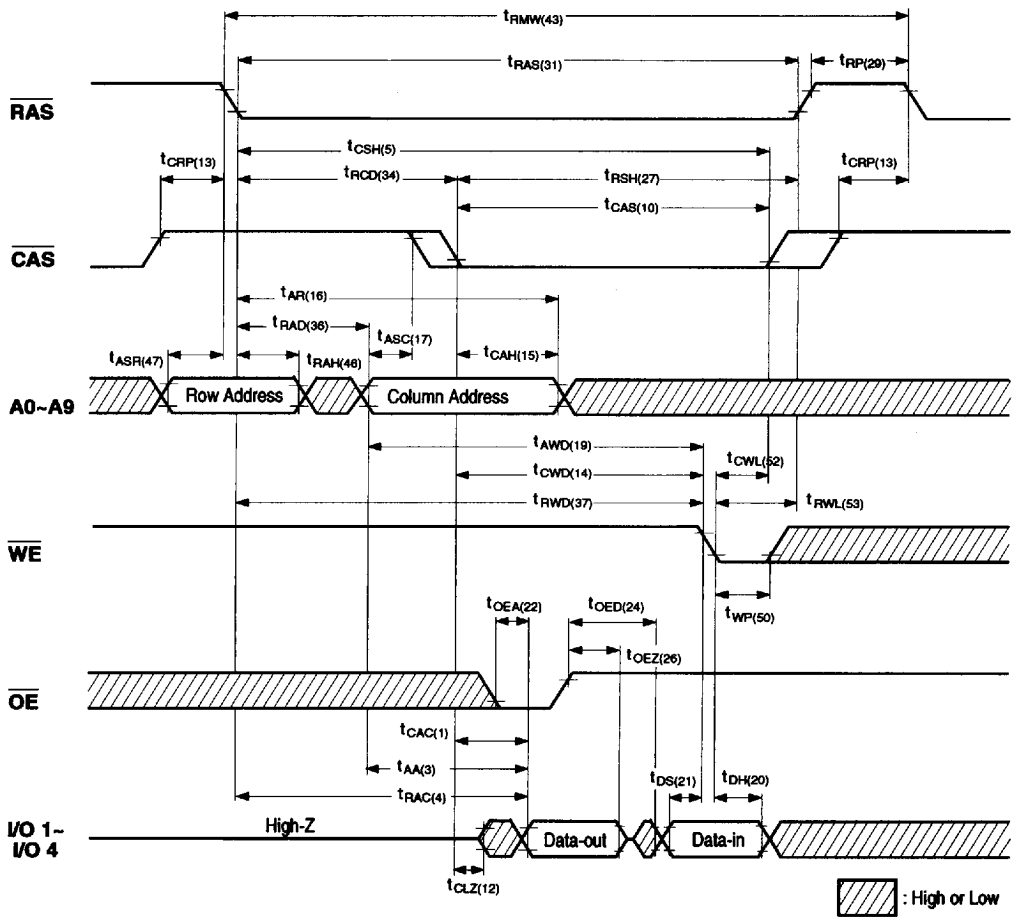 tRMW(43)
tRAS(31)
tRP(29)
RAS
tCSH(5)
tCRP(13)
tRCD(34)
tRSH(27)
tCRP(13)
tCAS(10)
CAS
tAR(16)
tRAD(36)
tASC(17)
tASR(47)
tRAH(46)
tCAH(15)
A0~A9
Row Address
Column Address
tAWD(19)
tCWL(52)
tCWD(14)
tRWD(37)
tRWL(53)
WE
tOEA(22)
tOED(24)
tWP(50)
tOEZ(26)
OE
tCAC(1)
tAA(3)
tDS(21)
tDH(20)
tRAC(4)
I/O 1~
I/O 4
High-Z
Data-out
Data-in
tCLZ(12)
: High or Low